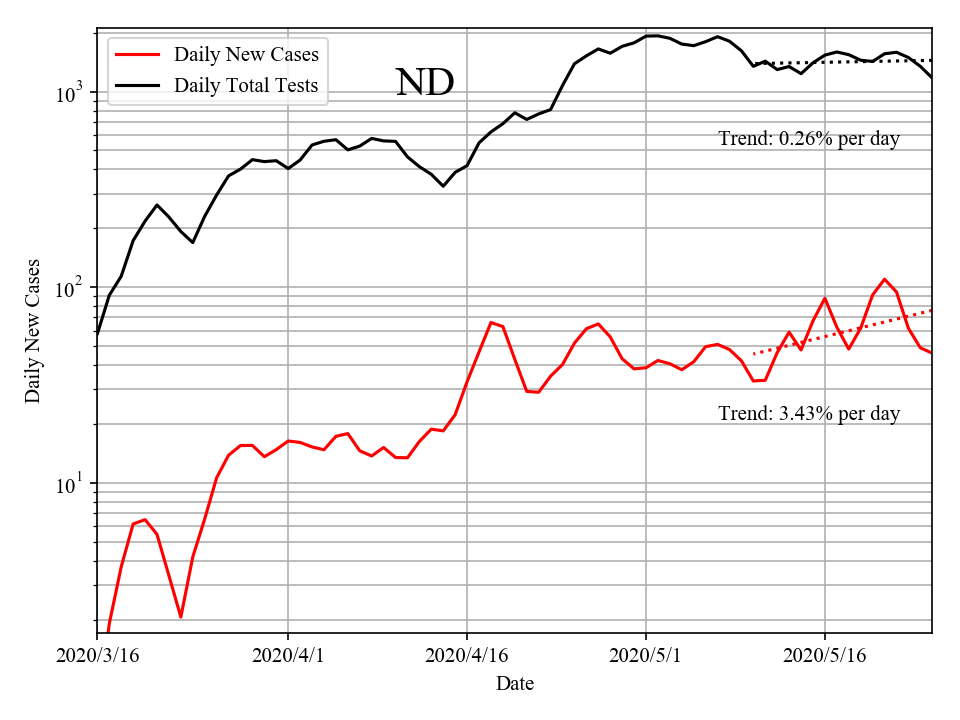 Daily New Cases
Daily Total Tests
ND
10^3
Trend: 0.26% per day
10^2
Daily New Cases
Trend: 3.43% per day
10^1
2020/3/16
2020/4/1
2020/4/16
2020/5/1
2020/5/16
Date